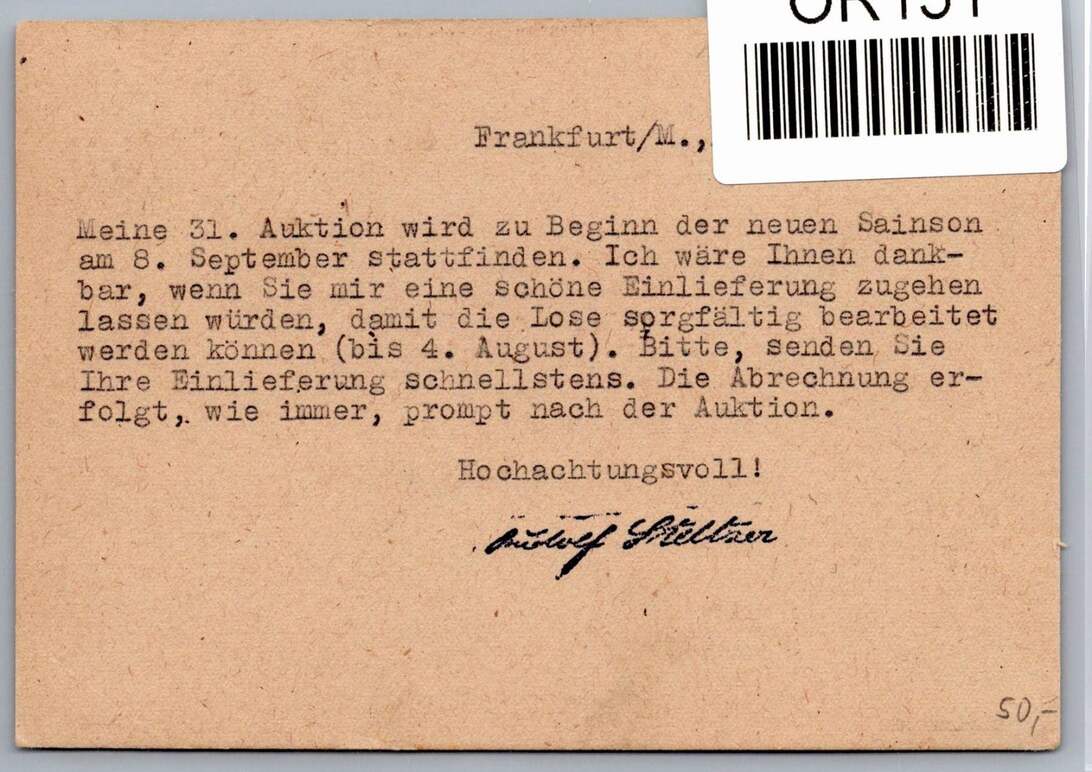 Frankfurt/M.,
Meine 31. Auktion wird zu Beginn der neuen Sainson
am 8. September stattfinden. Ich wäre Ihnen dank-
bar, wenn Sie mir eine schöne Einlieferung zugehen
lassen würden, damit die Lose sorgfältig bearbeitet
werden können (bis 4. August). Bitte, senden Sie
Ihre Einlieferung schnellstens. Die Abrechnung er-
folgt, wie immer, prompt nach der Auktion.
Hochachtungsvoll!
Rudolf Steltzer
50,-